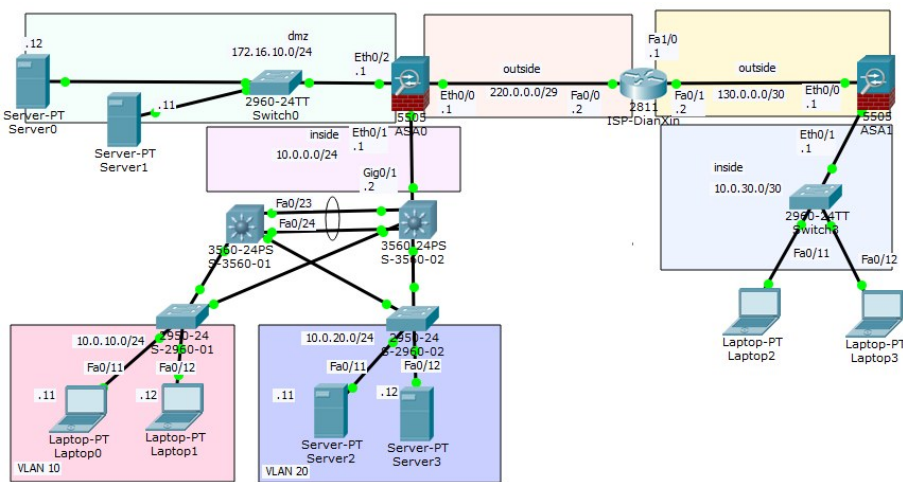 dmz
172.16.10.0/24
.12
Server-PT
Server0
.11
Server-PT
Server1
2960-24TT
Switch0
Eth0/2
.1
5505
ASA0
Eth0/0
.1
outside
220.0.0.0/29
Fa0/0
.2
Fa1/0
.1
2811
ISP-DianXin
Fa0/1
.2
outside
130.0.0.0/30
Eth0/0
.1
5505
ASA1
inside
10.0.0.0/24
Eth0/1
.1
Gig0/1
.2
Fa0/23
Fa0/24
3560-24PS
S-3560-01
3560-24PS
S-3560-02
Eth0/1
.1
inside
10.0.30.0/30
2960-24TT
Switch3
Fa0/11
Fa0/12
Laptop-PT
Laptop2
Laptop-PT
Laptop3
10.0.10.0/24
2950-24
S-2960-01
Fa0/11
Fa0/12
.11
.12
Laptop-PT
Laptop0
Laptop-PT
Laptop1
VLAN 10
10.0.20.0/24
2950-24
S-2960-02
Fa0/11
Fa0/12
.11
.12
Server-PT
Server2
Server-PT
Server3
VLAN 20